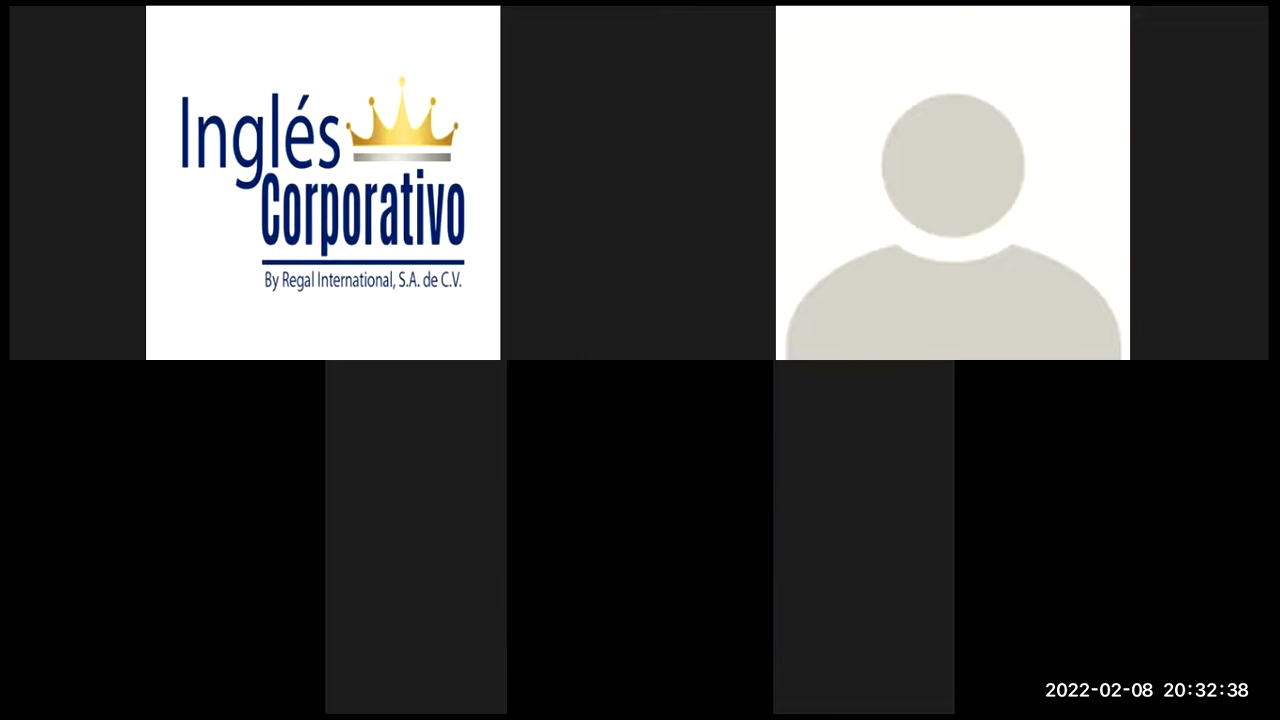 Inglés
Corporativo
By Regal International, S.A. de C.V.
2022-02-08 20:32:38